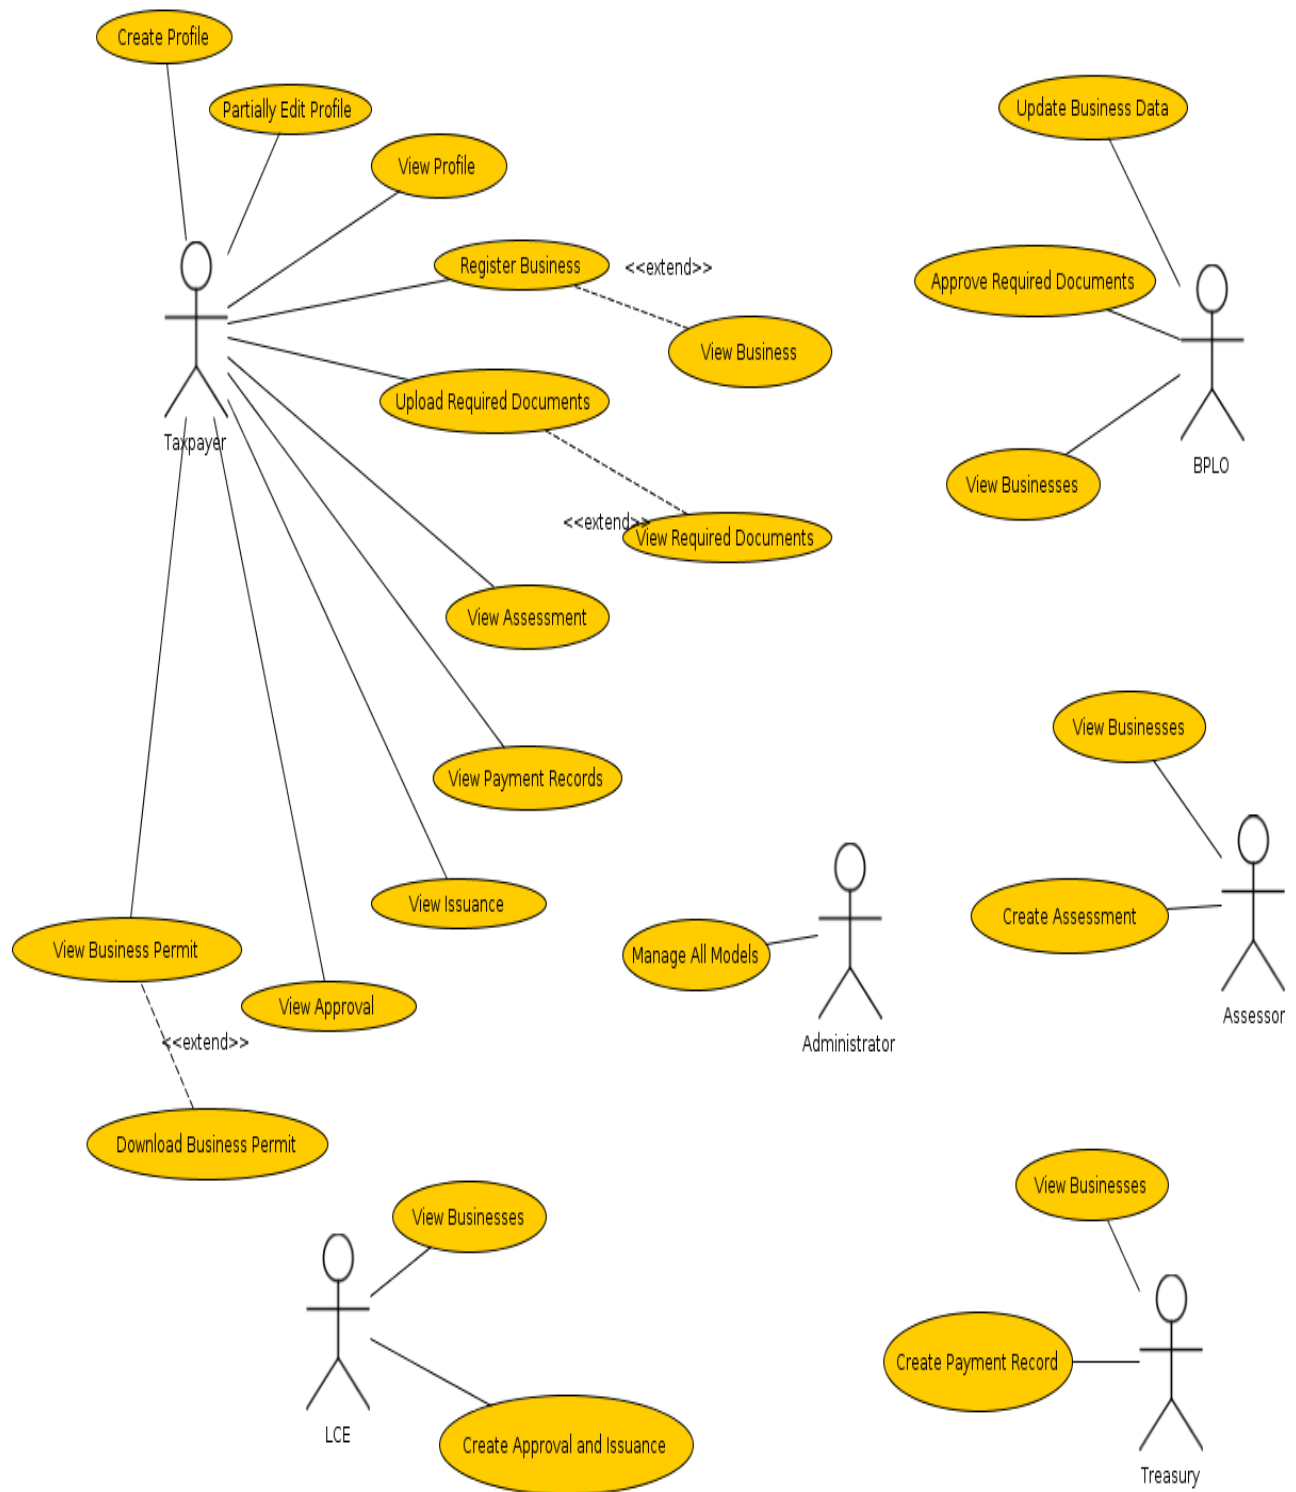 Create Profile
Partially Edit Profile
Update Business Data
View Profile
Register Business
<<extend>>
Approve Required Documents
View Business
Upload Required Documents
Taxpayer
BPLO
View Businesses
<<extend>>
View Required Documents
View Assessment
View Businesses
View Payment Records
View Issuance
Create Assessment
View Business Permit
Manage All Models
View Approval
Assessor
<<extend>>
Administrator
Download Business Permit
View Businesses
View Businesses
Create Payment Record
LCE
Create Approval and Issuance
Treasury